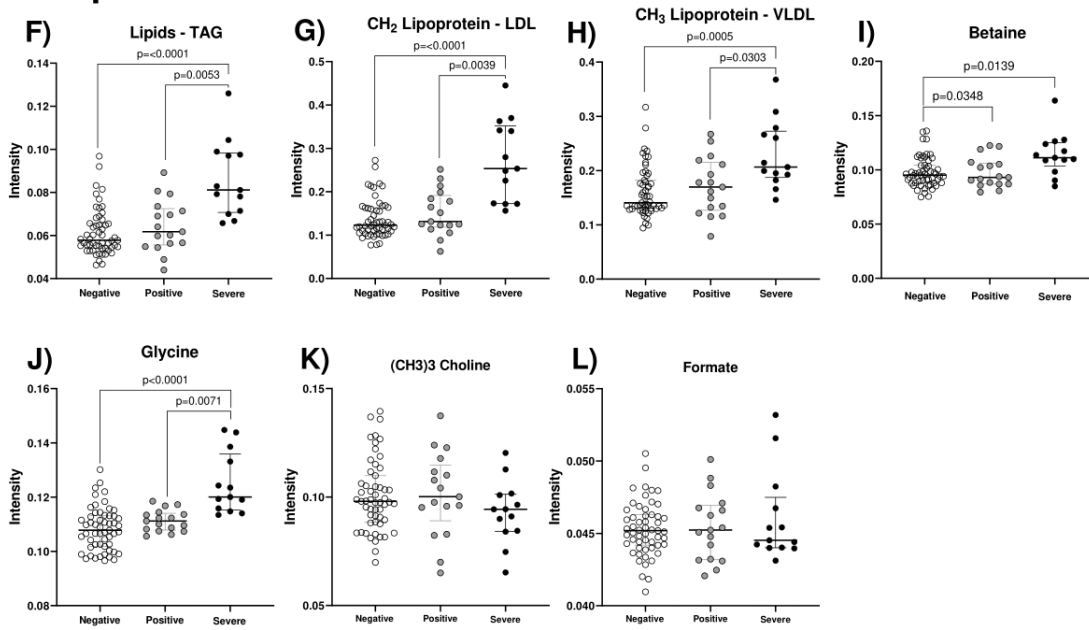 F)
Lipids - TAG
p=<0.0001
p=0.0053
Intensity
0.14
0.12
0.10
0.08
0.06
0.04
Negative Positive Severe
G)
CH2 Lipoprotein - LDL
p=<0.0001
p=0.0039
Intensity
0.5
0.4
0.3
0.2
0.1
0.0
Negative Positive Severe
H)
CH3 Lipoprotein - VLDL
p=0.0005
p=0.0303
Intensity
0.4
0.3
0.2
0.1
0.0
Negative Positive Severe
I)
Betaine
p=0.0139
p=0.0348
Intensity
0.20
0.15
0.10
0.05
0.00
Negative Positive Severe
J)
Glycine
p<0.0001
p=0.0071
Intensity
0.16
0.14
0.12
0.10
0.08
Negative Positive Severe
K)
(CH3)3 Choline
Intensity
0.15
0.10
0.05
Negative Positive Severe
L)
Formate
Intensity
0.055
0.050
0.045
0.040
Negative Positive Severe